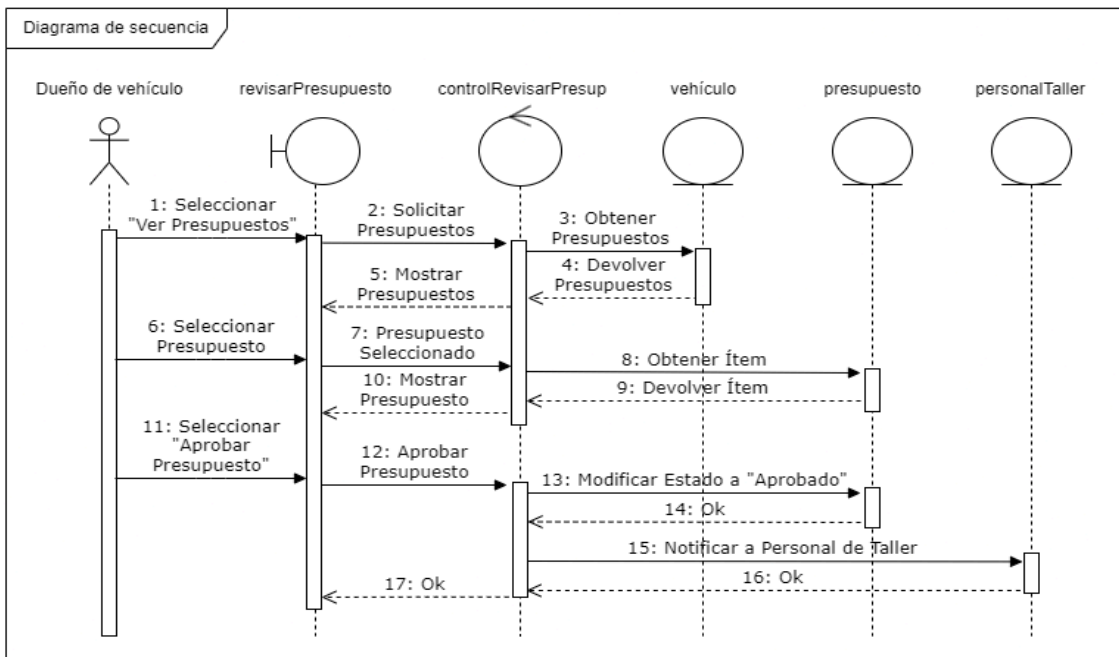 Diagrama de secuencia
Dueño de vehículo
revisarPresupuesto
controlRevisarPresup
vehículo
presupuesto
personalTaller
1: Seleccionar
"Ver Presupuestos"
2: Solicitar
Presupuestos
3: Obtener
Presupuestos
4: Devolver
Presupuestos
5: Mostrar
Presupuestos
6: Seleccionar
Presupuesto
7: Presupuesto
Seleccionado
8: Obtener Ítem
9: Devolver Ítem
10: Mostrar
Presupuesto
11: Seleccionar
"Aprobar
Presupuesto"
12: Aprobar
Presupuesto
13: Modificar Estado a "Aprobado"
14: Ok
15: Notificar a Personal de Taller
16: Ok
17: Ok